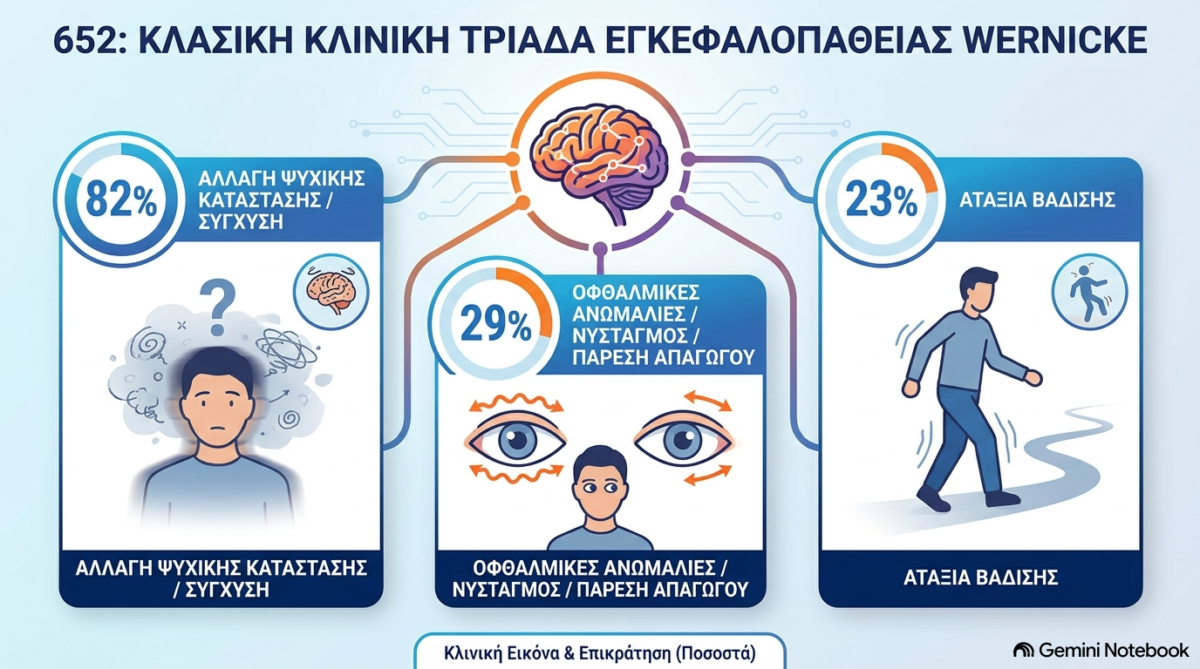 652: ΚΛΑΣΙΚΗ ΚΛΙΝΙΚΗ ΤΡΙΑΔΑ ΕΓΚΕΦΑΛΟΠΑΘΕΙΑΣ WERNICKE
82%
ΑΛΛΑΓΗ ΨΥΧΙΚΗΣ
ΚΑΤΑΣΤΑΣΗΣ /
ΣΥΓΧΥΣΗ
?
ΑΛΛΑΓΗ ΨΥΧΙΚΗΣ ΚΑΤΑΣΤΑΣΗΣ
/ ΣΥΓΧΥΣΗ
29%
ΟΦΘΑΛΜΙΚΕΣ
ΑΝΩΜΑΛΙΕΣ /
ΝΥΣΤΑΓΜΟΣ /
ΠΑΡΕΣΗ ΑΠΑΓΩΓΟΥ
ΟΦΘΑΛΜΙΚΕΣ ΑΝΩΜΑΛΙΕΣ /
ΝΥΣΤΑΓΜΟΣ / ΠΑΡΕΣΗ ΑΠΑΓΩΓΟΥ
23%
ΑΤΑΞΙΑ ΒΑΔΙΣΗΣ
ΑΤΑΞΙΑ ΒΑΔΙΣΗΣ
Κλινική Εικόνα & Επικράτηση (Ποσοστά)
Gemini Notebook